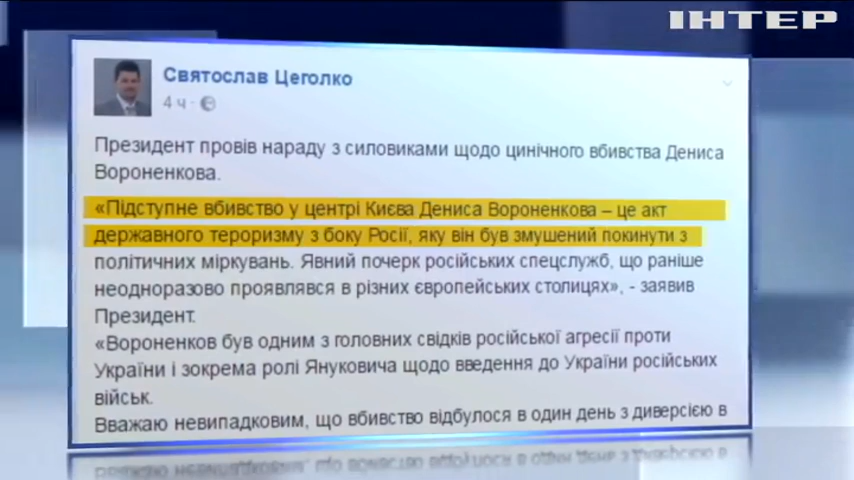 ІНТЕР
Святослав Цеголко
4 ч ·
Президент провів нараду з силовиками щодо цинічного вбивства Дениса
Вороненкова.
«Підступне вбивство у центрі Києва Дениса Вороненкова – це акт
державного тероризму з боку Росії, яку він був змушений покинути з
політичних міркувань. Явний почерк російських спецслужб, що раніше
неодноразово проявлявся в різних європейських столицях», - заявив
Президент.
«Вороненков був одним з головних свідків російської агресії проти
України і зокрема ролі Януковича щодо введення до України російських
військ.
Вважаю невипадковим, що вбивство відбулося в один день з диверсією в